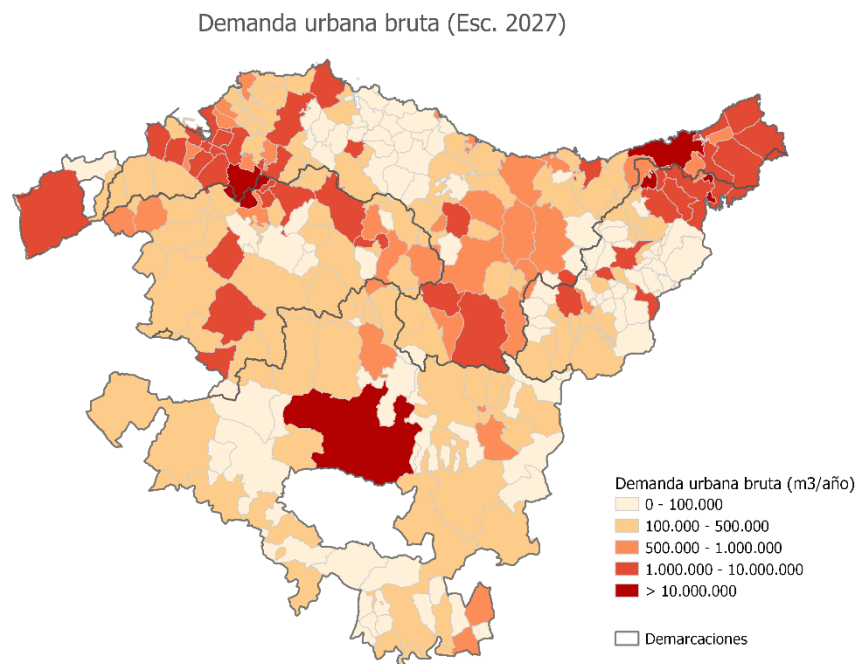 Demanda urbana bruta (Esc. 2027)
Demanda urbana bruta (m3/año)
0 - 100.000
100.000 - 500.000
500.000 - 1.000.000
1.000.000 - 10.000.000
> 10.000.000
Demarcaciones